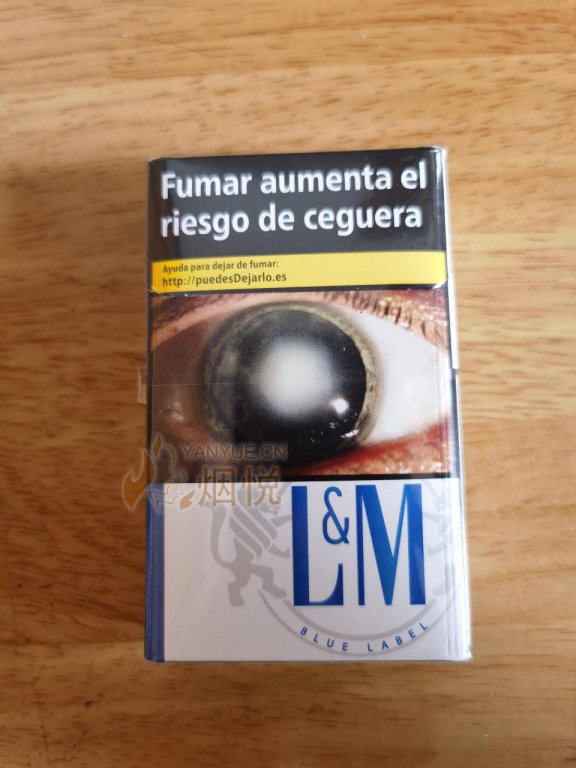 Fumar aumenta el
riesgo de ceguera
Ayuda para dejar de fumar:
http://puedesDejarlo.es
YANYUE.CN
烟悦
L&M
BLUE LABEL